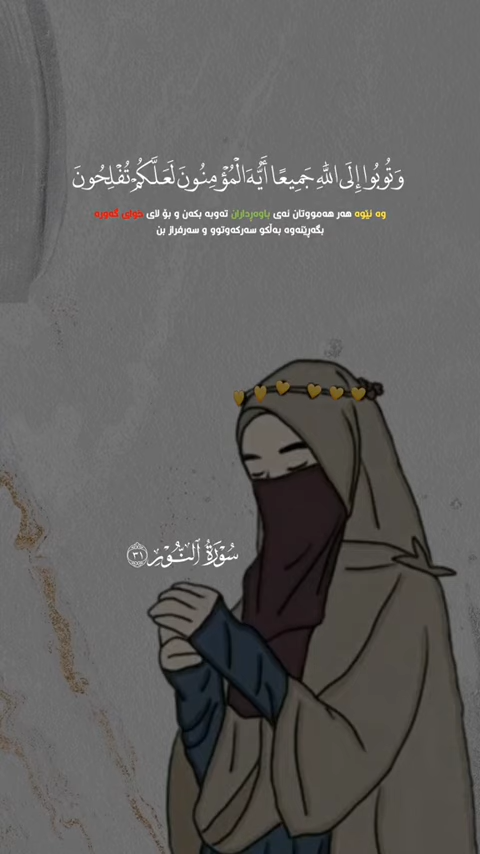 وَتُوبُوا إِلَى اللَّهِ جَمِيعًا أَيُّهَ الْمُؤْمِنُونَ لَعَلَّكُمْ تُفْلِحُونَ
وە ئێوە هەر هەمووتان ئەی باوەڕداران تەوبە بکەن و بۆ لای خوای گەورە
بگەڕێنەوە بەڵکو سەرکەوتوو و سەرفراز بن
سُورَةُ ٱلنُّورِ ٣١